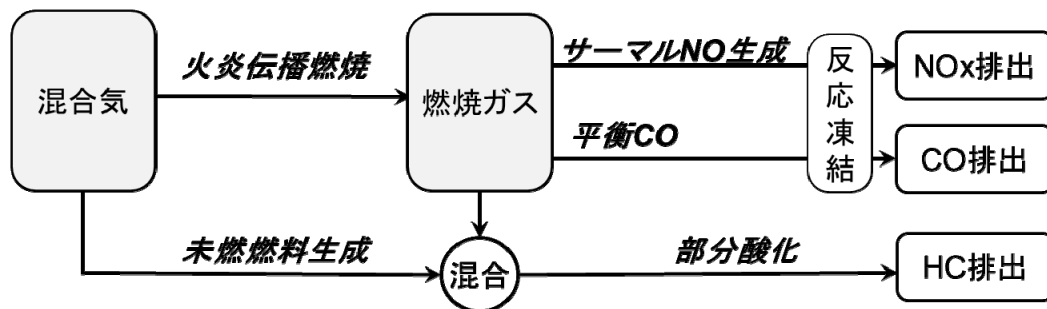 混合気
火炎伝播燃焼
燃焼ガス
サーマルNO生成
平衡CO
反応凍結
NOx排出
CO排出
未燃燃料生成
混合
部分酸化
HC排出